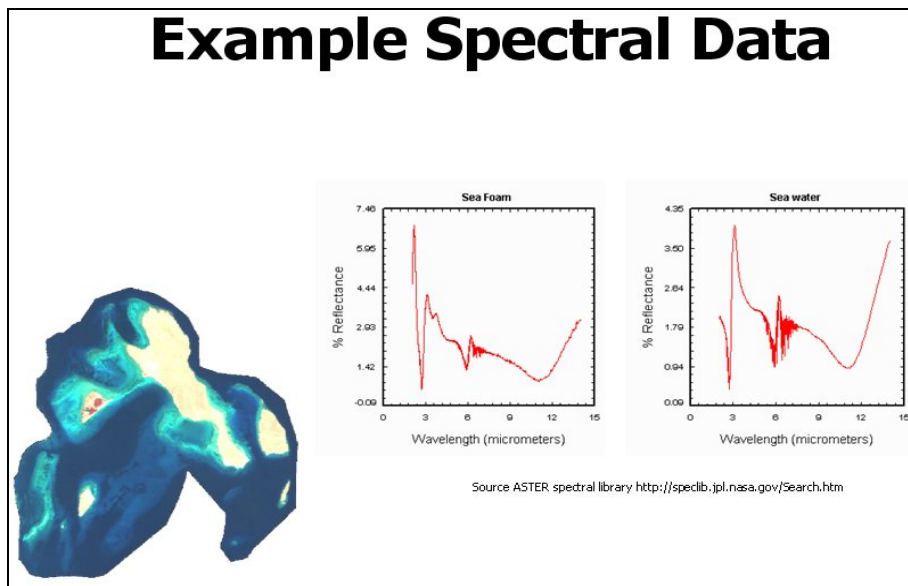 Example Spectral Data
Sea Foam
7.46
5.95
4.44
2.93
1.42
-0.09
% Reflectance
0 3 6 9 12 15
Wavelength (micrometers)
Sea water
4.35
3.50
2.64
1.79
0.94
0.09
% Reflectance
0 3 6 9 12 15
Wavelength (micrometers)
Source ASTER spectral library http://speclib.jpl.nasa.gov/Search.htm